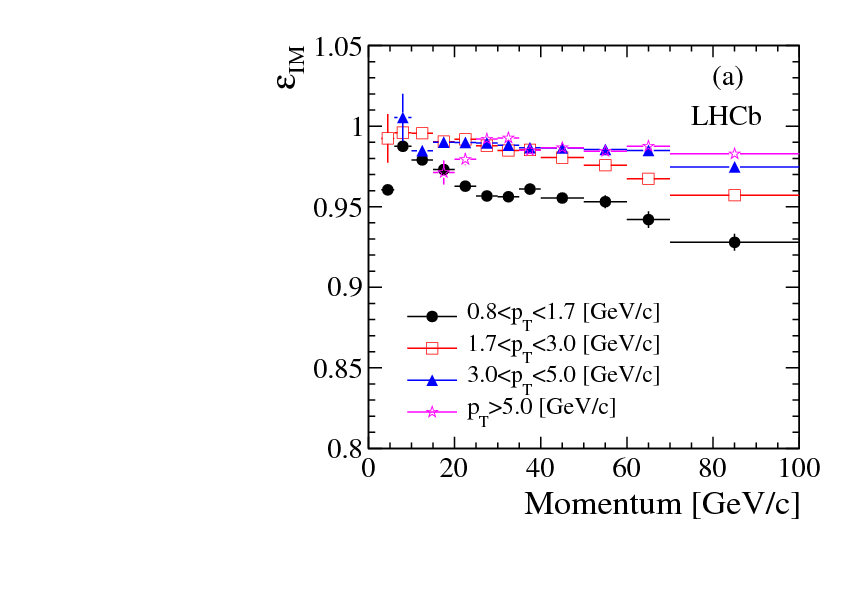 1.05
ε_IM
(a)
LHCb
1
0.95
0.9
0.8<p_T<1.7 [GeV/c]
1.7<p_T<3.0 [GeV/c]
0.85
3.0<p_T<5.0 [GeV/c]
p_T>5.0 [GeV/c]
0.8
0 20 40 60 80 100
Momentum [GeV/c]